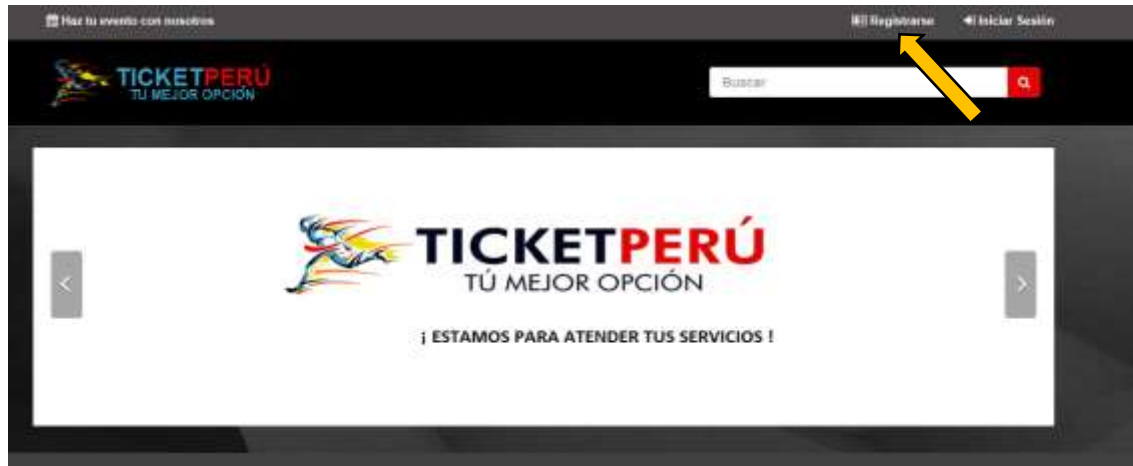 Haz tu evento con nosotros
Registrarse
Iniciar Sesión
TICKETPERÚ
TU MEJOR OPCIÓN
Buscar
TICKETPERÚ
TÚ MEJOR OPCIÓN
¡ ESTAMOS PARA ATENDER TUS SERVICIOS !